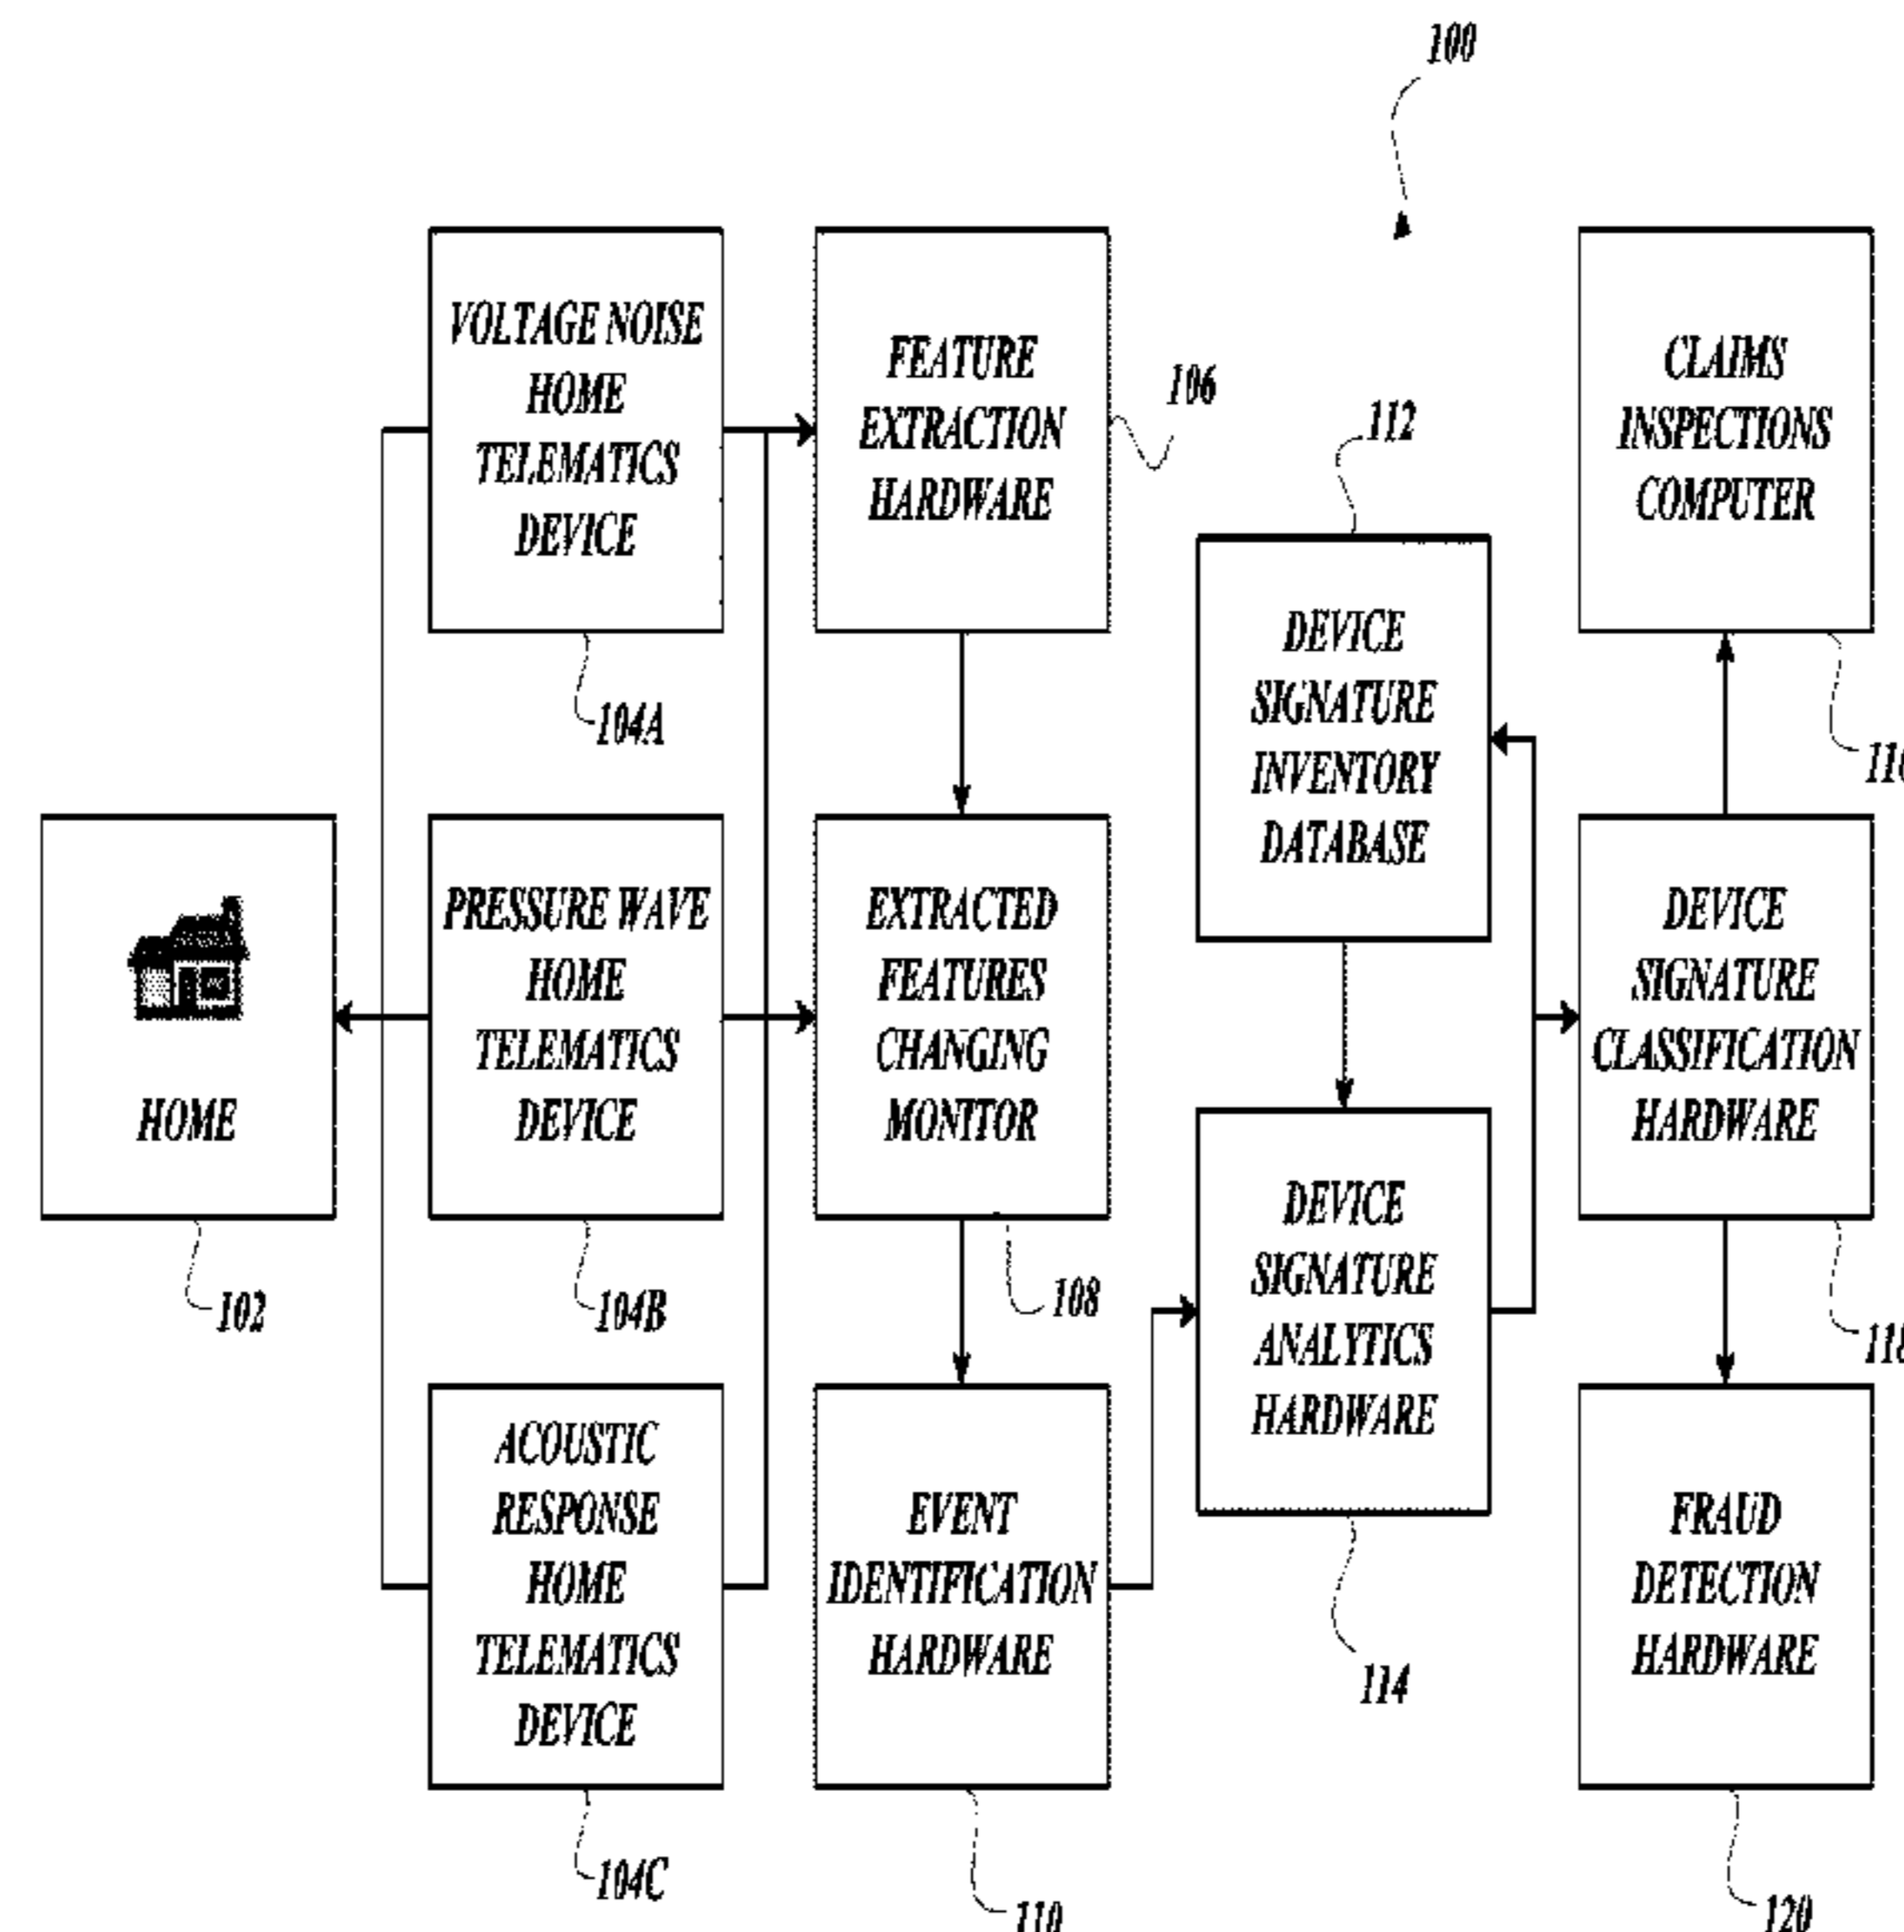 100
VOLTAGE NOISE
HOME
TELEMATICS
DEVICE
104A
FEATURE
EXTRACTION
HARDWARE
106
CLAIMS
INSPECTIONS
COMPUTER
112
DEVICE
SIGNATURE
INVENTORY
DATABASE
HOME
102
PRESSURE WAVE
HOME
TELEMATICS
DEVICE
104B
EXTRACTED
FEATURES
CHANGING
MONITOR
108
DEVICE
SIGNATURE
CLASSIFICATION
HARDWARE
118
DEVICE
SIGNATURE
ANALYTICS
HARDWARE
114
ACOUSTIC
RESPONSE
HOME
TELEMATICS
DEVICE
104C
EVENT
IDENTIFICATION
HARDWARE
110
FRAUD
DETECTION
HARDWARE
120